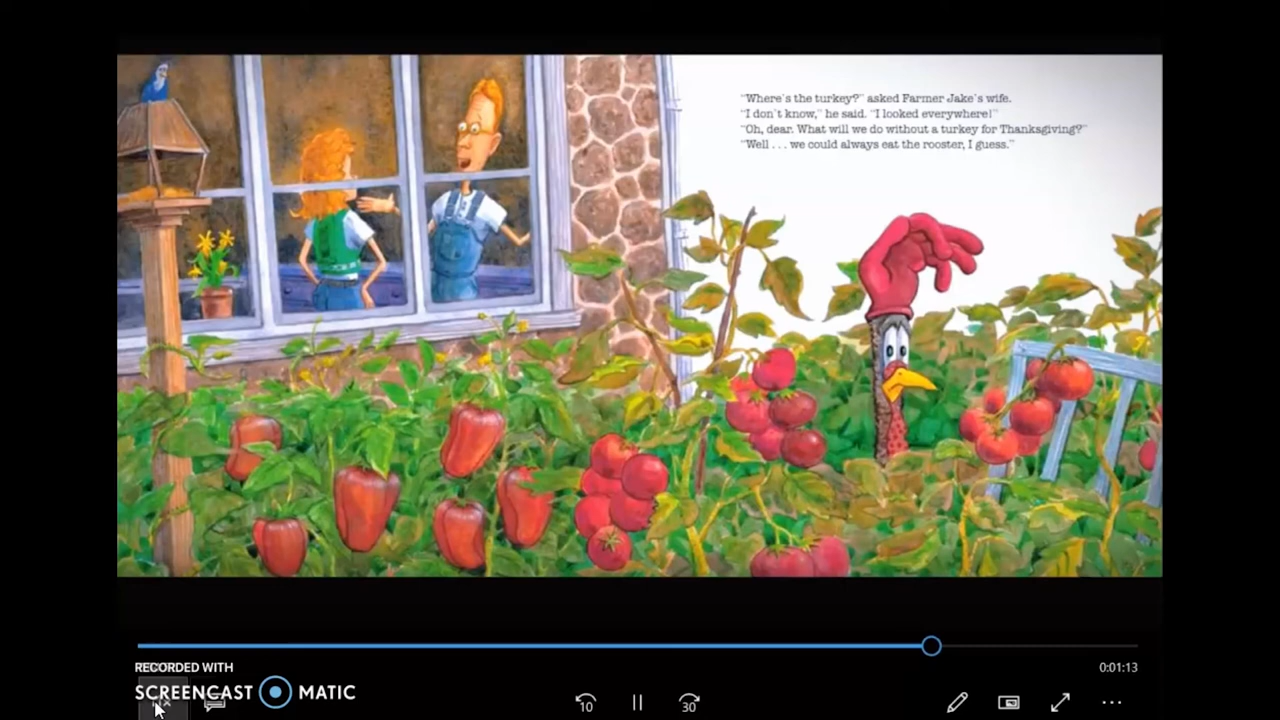 "Where's the turkey?" asked Farmer Jake's wife.
"I don't know," he said. "I looked everywhere!"
"Oh, dear. What will we do without a turkey for Thanksgiving?"
"Well . . . we could always eat the rooster, I guess."
0:01:13
RECORDED WITH
SCREENCAST MATIC
10
30